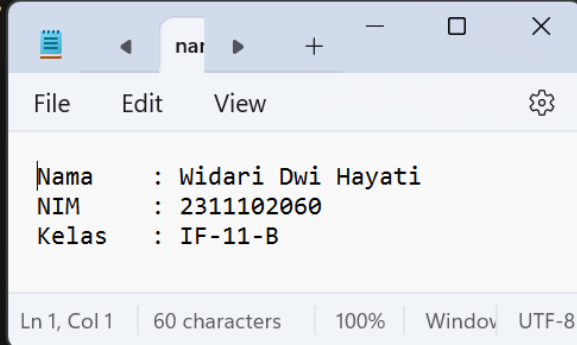 nar
File Edit View
Nama : Widari Dwi Hayati
NIM : 2311102060
Kelas : IF-11-B
Ln 1, Col 1 60 characters 100% Window UTF-8